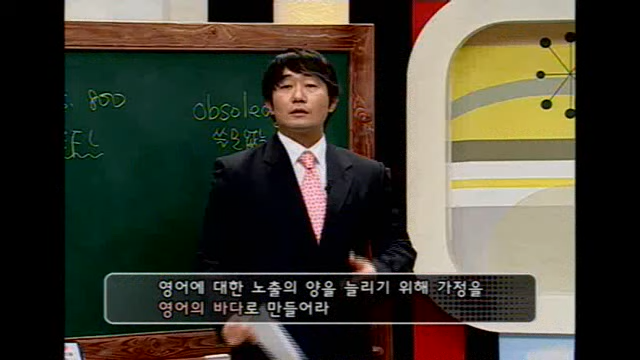 800
쓸모없는
영어에 대한 노출의 양을 늘리기 위해 가정을
영어의 바다로 만들어라